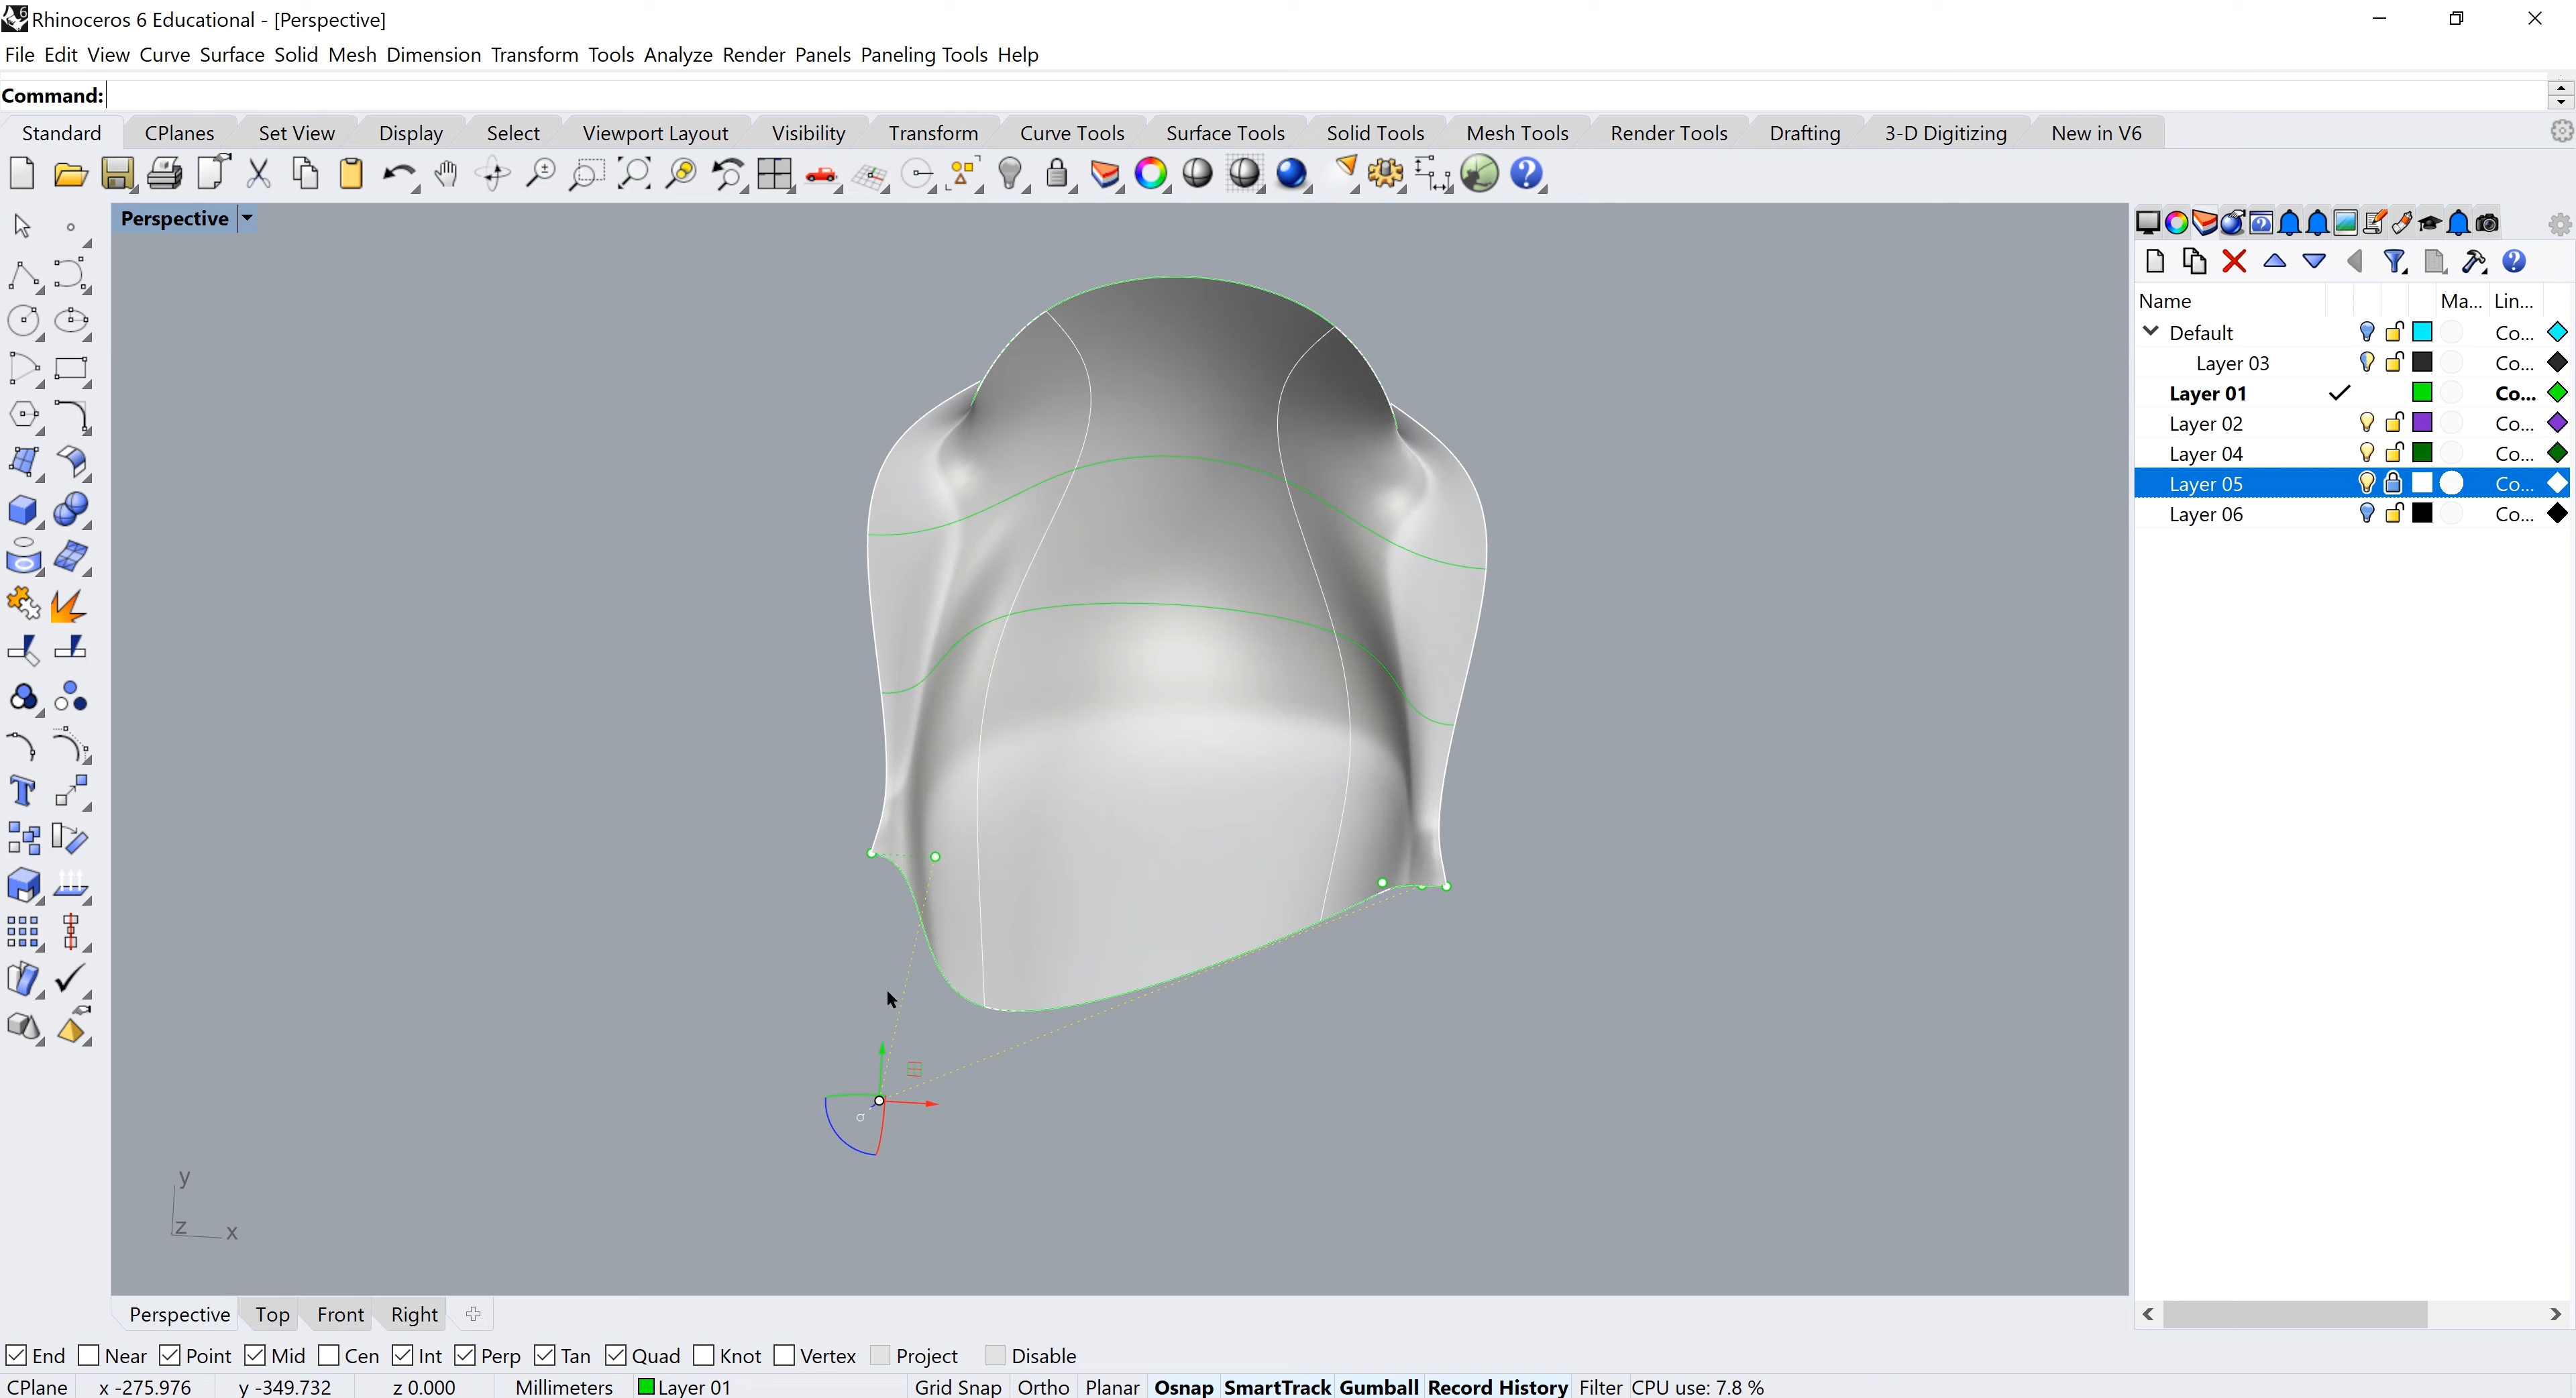 Rhinoceros 6 Educational - [Perspective]
File Edit View Curve Surface Solid Mesh Dimension Transform Tools Analyze Render Panels Paneling Tools Help
Command:
Standard CPlanes Set View Display Select Viewport Layout Visibility Transform Curve Tools Surface Tools Solid Tools Mesh Tools Render Tools Drafting 3-D Digitizing New in V6
Perspective
Name Ma... Lin...
Default Co...
Layer 03 Co...
Layer 01 Co...
Layer 02 Co...
Layer 04 Co...
Layer 05 Co...
Layer 06 Co...
y
z x
Perspective Top Front Right
End Near Point Mid Cen Int Perp Tan Quad Knot Vertex Project Disable
CPlane x -275.976 y -349.732 z 0.000 Millimeters Layer 01 Grid Snap Ortho Planar Osnap SmartTrack Gumball Record History Filter CPU use: 7.8 %